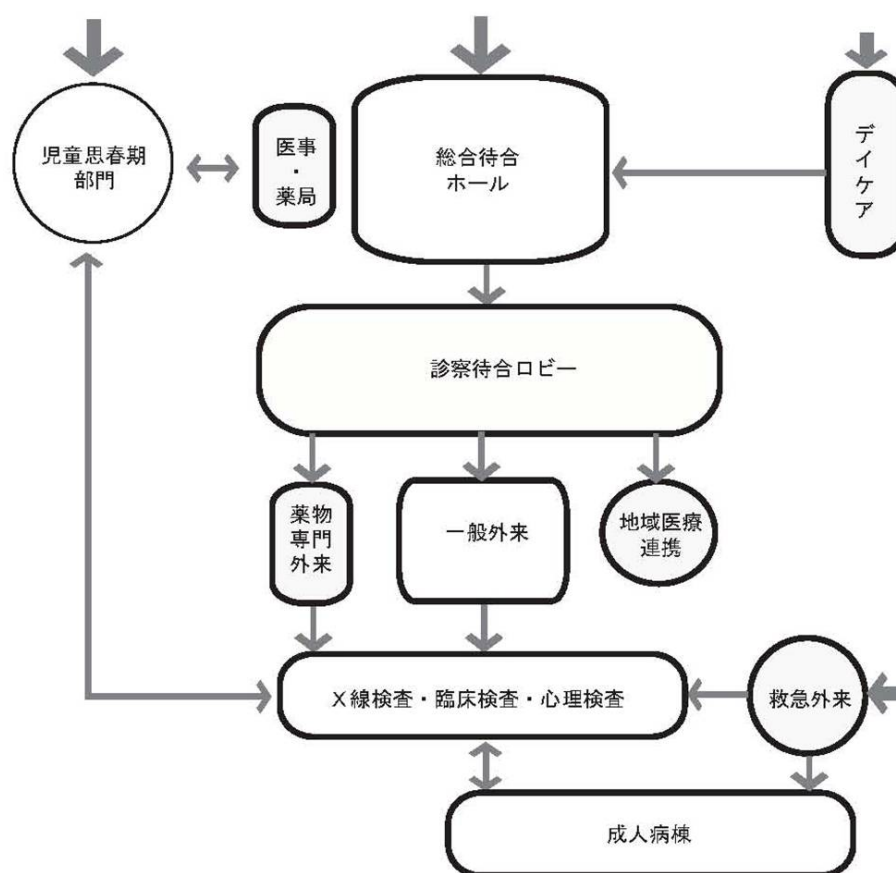 児童思春期
部門
医事
・
薬局
総合待合
ホール
デイケア
診察待合ロビー
薬物
専門
外来
一般外来
地域医療
連携
X線検査・臨床検査・心理検査
救急外来
成人病棟